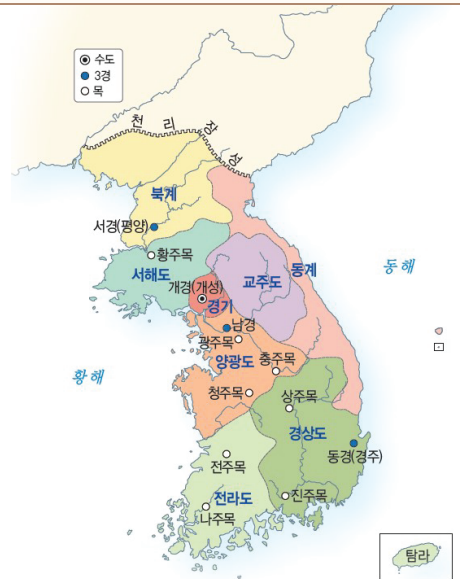 수도
3경
목
천리장성
북계
서경(평양)
황주목
서해도
동계
교주도
개경(개성)
경기
동해
남경
광주목
양광도
충주목
황해
청주목
상주목
경상도
동경(경주)
전주목
진주목
전라도
나주목
탐라